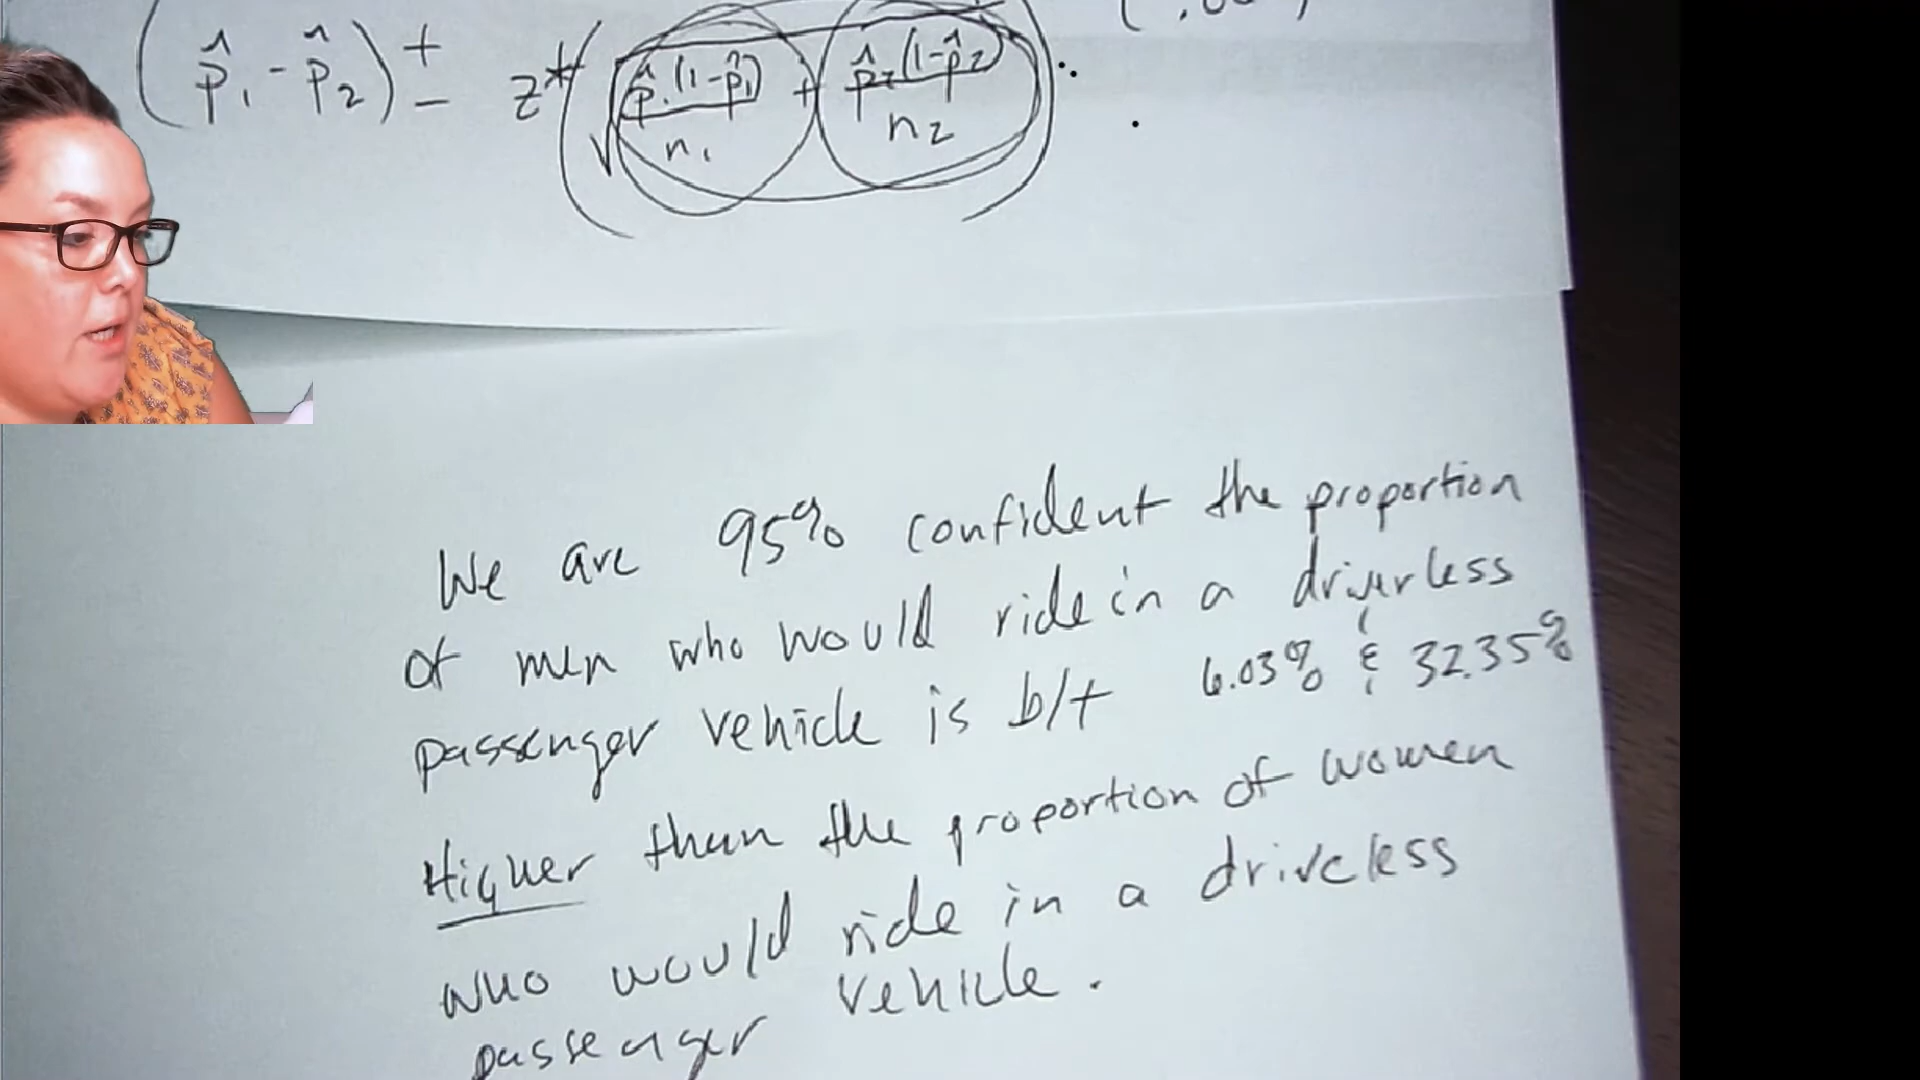 (p̂₁ - p̂₂) ± z* √( p̂₁(1-p̂₁)/n₁ + p̂₂(1-p̂₂)/n₂ )
We are 95% confident the proportion
of men who would ride in a driverless
passenger vehicle is b/t 6.03% & 32.35%
Higher than the proportion of women
who would ride in a driveless
passenger vehicle.